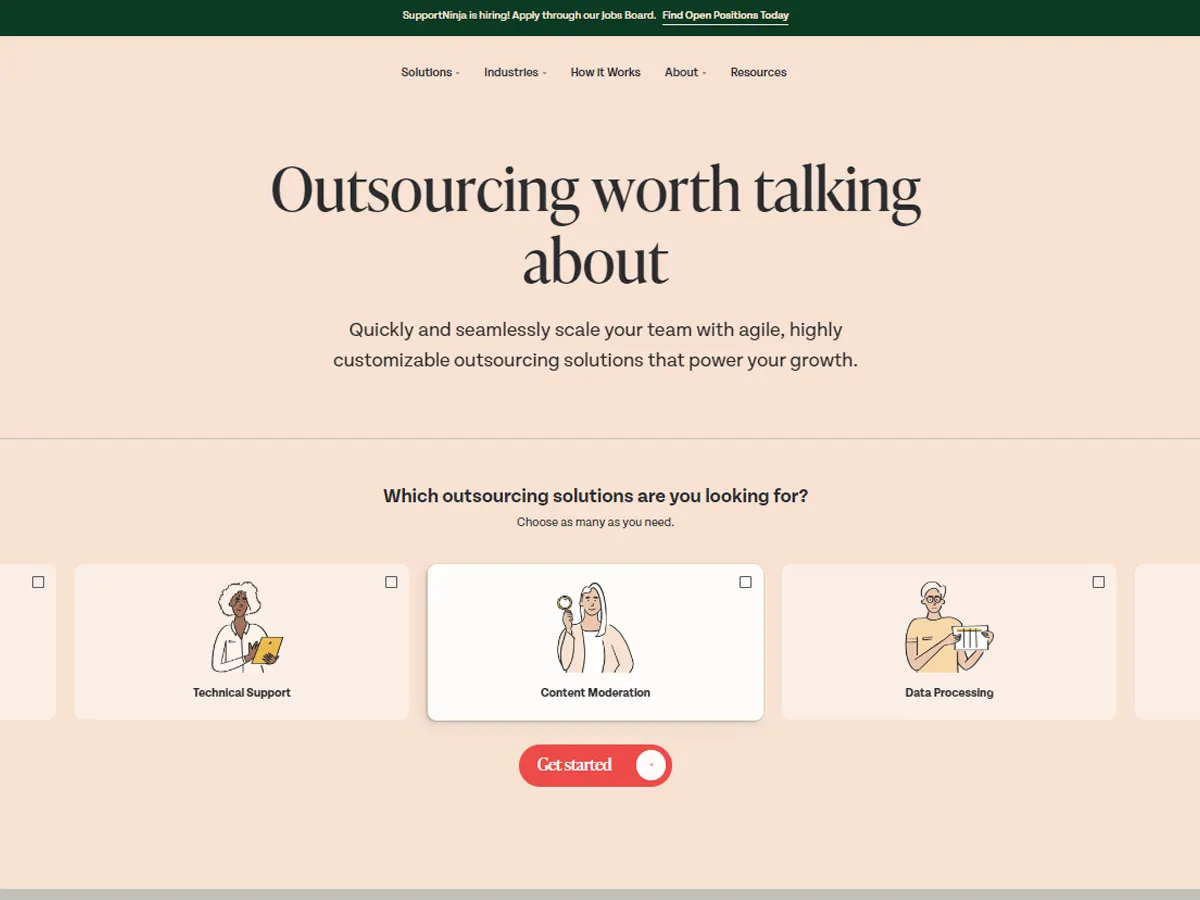 SupportNinja is hiring! Apply through our Jobs Board. Find Open Positions Today
Solutions Industries How it Works About Resources
Outsourcing worth talking
about
Quickly and seamlessly scale your team with agile, highly
customizable outsourcing solutions that power your growth.
Which outsourcing solutions are you looking for?
Choose as many as you need.
Technical Support Content Moderation Data Processing
Get started